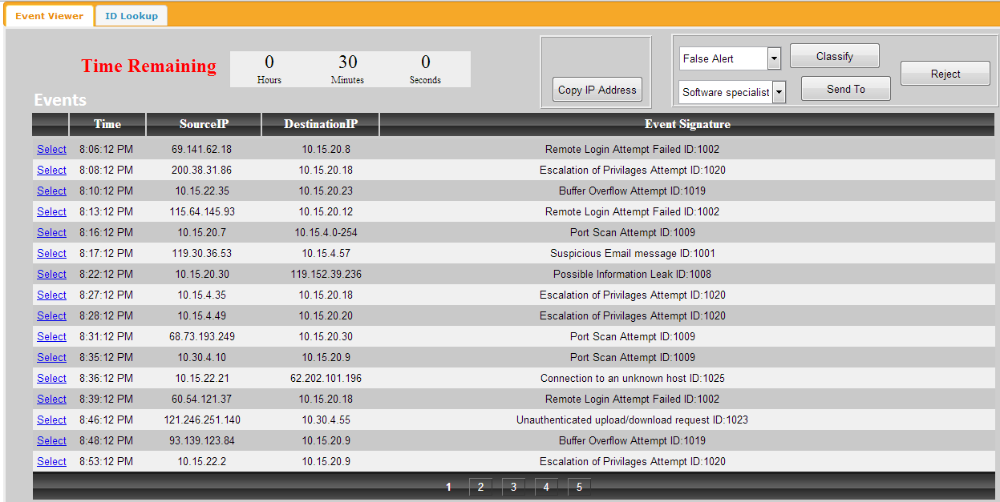 Event Viewer ID Lookup
Time Remaining
0 30 0
Hours Minutes Seconds
Copy IP Address
False Alert Classify
Software specialist Send To
Reject
Events
Time SourceIP DestinationIP Event Signature
Select 8:06:12 PM 69.141.62.18 10.15.20.8 Remote Login Attempt Failed ID:1002
Select 8:08:12 PM 200.38.31.86 10.15.20.18 Escalation of Privilages Attempt ID:1020
Select 8:10:12 PM 10.15.22.35 10.15.20.23 Buffer Overflow Attempt ID:1019
Select 8:13:12 PM 115.64.145.93 10.15.20.12 Remote Login Attempt Failed ID:1002
Select 8:16:12 PM 10.15.20.7 10.15.4.0-254 Port Scan Attempt ID:1009
Select 8:17:12 PM 119.30.36.53 10.15.4.57 Suspicious Email message ID:1001
Select 8:22:12 PM 10.15.20.30 119.152.39.236 Possible Information Leak ID:1008
Select 8:27:12 PM 10.15.4.35 10.15.20.18 Escalation of Privilages Attempt ID:1020
Select 8:28:12 PM 10.15.4.49 10.15.20.20 Escalation of Privilages Attempt ID:1020
Select 8:31:12 PM 68.73.193.249 10.15.20.30 Port Scan Attempt ID:1009
Select 8:35:12 PM 10.30.4.10 10.15.20.9 Port Scan Attempt ID:1009
Select 8:36:12 PM 10.15.22.21 62.202.101.196 Connection to an unknown host ID:1025
Select 8:39:12 PM 60.54.121.37 10.15.20.18 Remote Login Attempt Failed ID:1002
Select 8:46:12 PM 121.246.251.140 10.30.4.55 Unauthenticated upload/download request ID:1023
Select 8:48:12 PM 93.139.123.84 10.15.20.9 Buffer Overflow Attempt ID:1019
Select 8:53:12 PM 10.15.22.2 10.15.20.9 Escalation of Privilages Attempt ID:1020
1 2 3 4 5